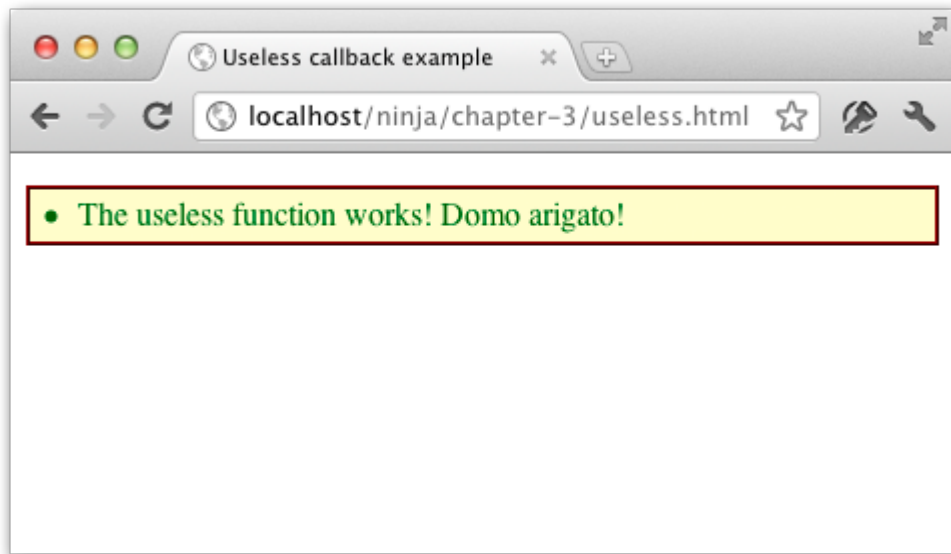 Useless callback example
localhost/ninja/chapter-3/useless.html
• The useless function works! Domo arigato!